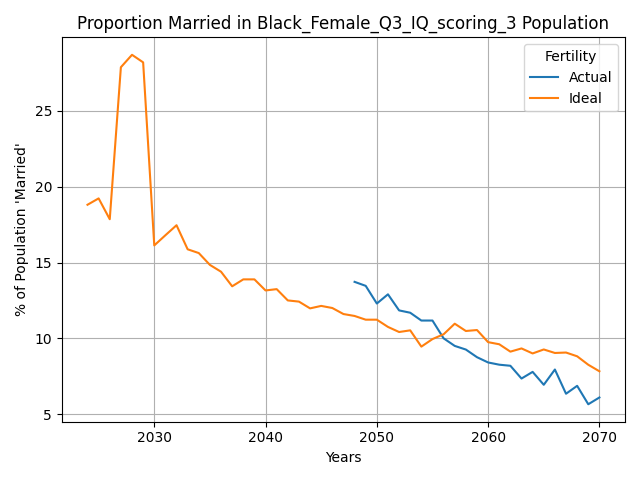 Proportion Married in Black_Female_Q3_IQ_scoring_3 Population
Fertility
Actual
Ideal
% of Population 'Married'
25
20
15
10
5
2030
2040
2050
2060
2070
Years